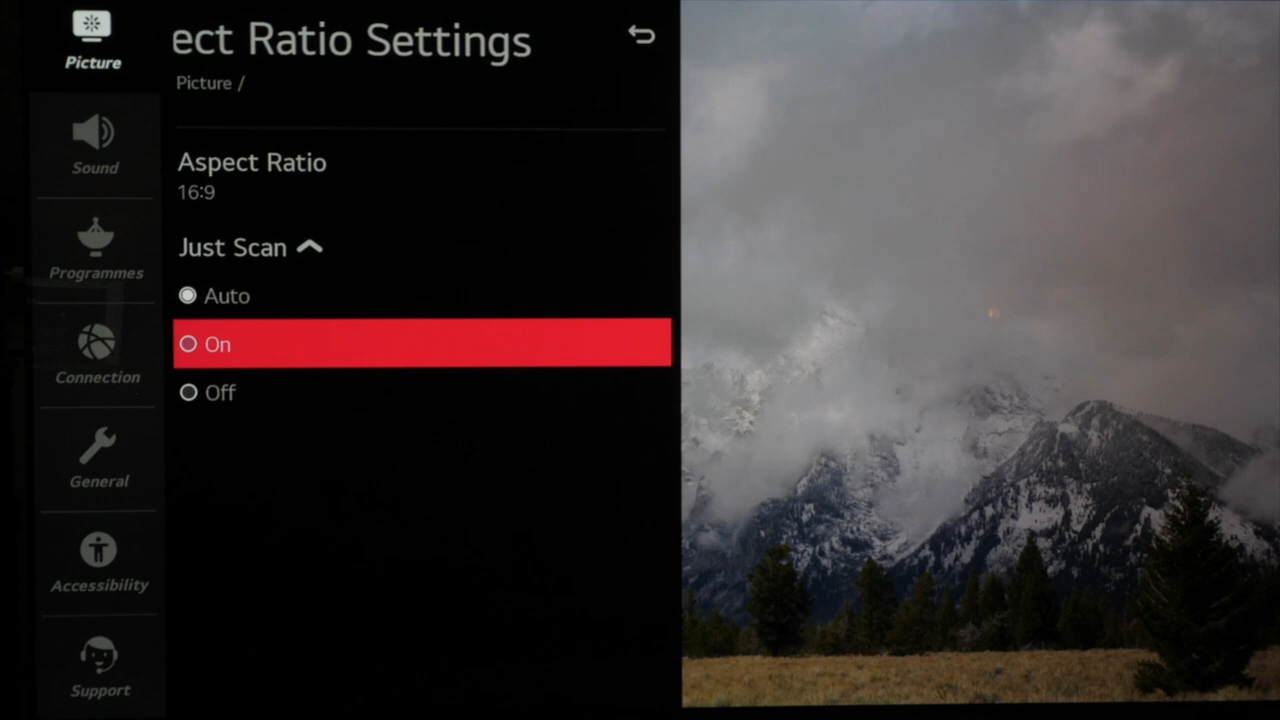 Picture
ect Ratio Settings
Picture /
Sound
Aspect Ratio
16:9
Programmes
Just Scan
Auto
On
Connection
Off
General
Accessibility
Support